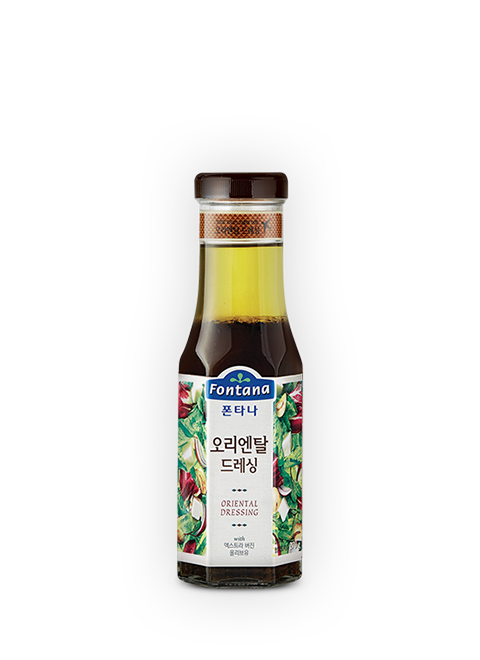 Fontana
폰타나
오리엔탈
드레싱
ORIENTAL
DRESSING
with
엑스트라 버진
올리브유